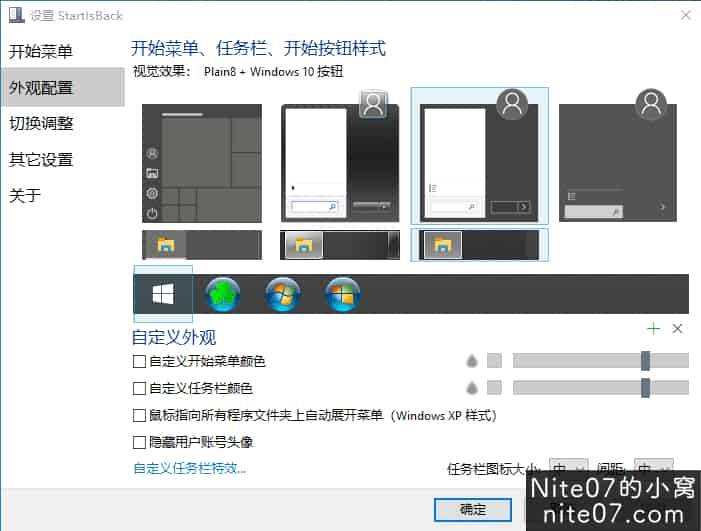 设置 StartIsBack
开始菜单
外观配置
切换调整
其它设置
关于
开始菜单、任务栏、开始按钮样式
视觉效果： Plain8 + Windows 10 按钮
自定义外观
自定义开始菜单颜色
自定义任务栏颜色
鼠标指向所有程序文件夹上自动展开菜单（Windows XP 样式）
隐藏用户账号头像
自定义任务栏特效... 任务栏图标大小: 中 间距: 中
确定
Nite07的小窝
nite07.com